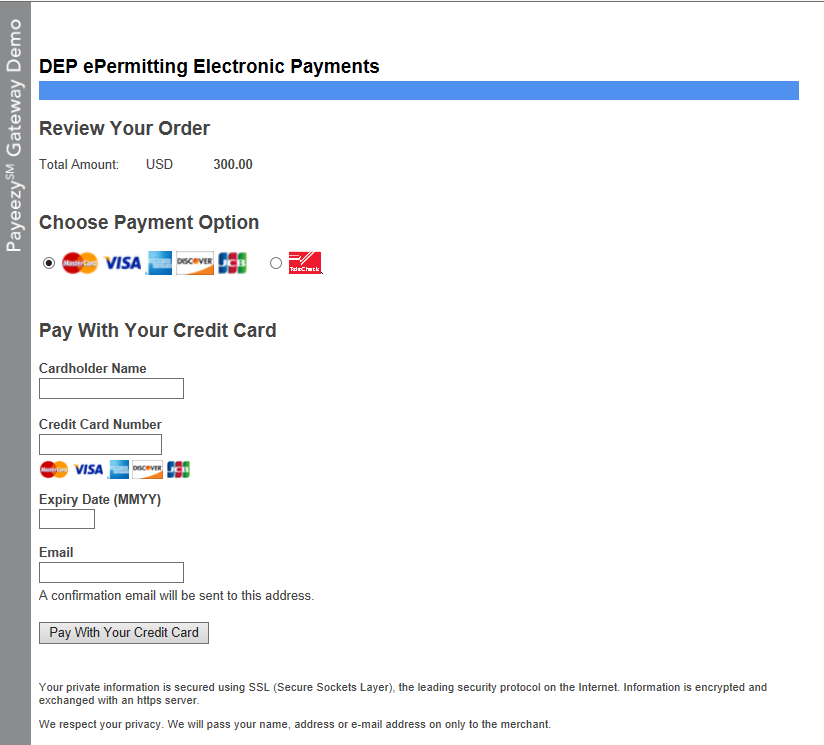 Payeezy℠ Gateway Demo
DEP ePermitting Electronic Payments
Review Your Order
Total Amount: USD 300.00
Choose Payment Option
MasterCard VISA DISCOVER JCB TeleCheck
Pay With Your Credit Card
Cardholder Name
Credit Card Number
MasterCard VISA DISCOVER JCB
Expiry Date (MMYY)
Email
A confirmation email will be sent to this address.
Pay With Your Credit Card
Your private information is secured using SSL (Secure Sockets Layer), the leading security protocol on the Internet. Information is encrypted and
exchanged with an https server.
We respect your privacy. We will pass your name, address or e-mail address on only to the merchant.